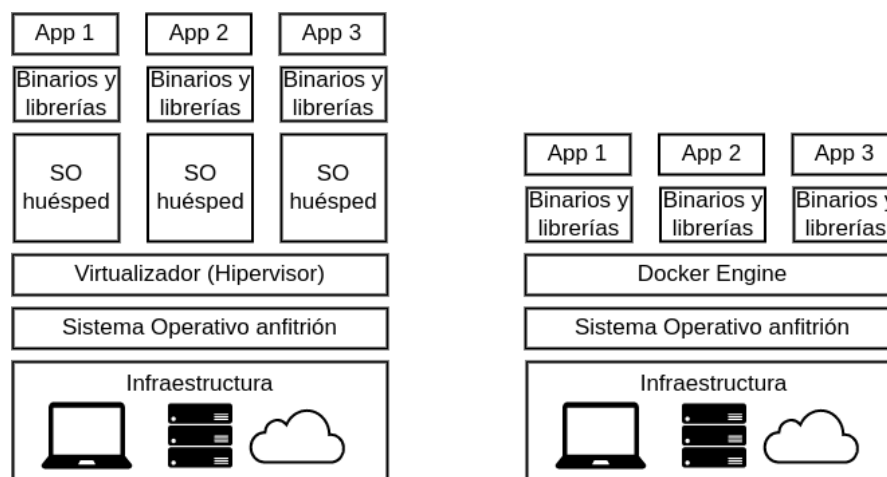 App 1
App 2
App 3
Binarios y
librerías
Binarios y
librerías
Binarios y
librerías
SO
huésped
SO
huésped
SO
huésped
Virtualizador (Hipervisor)
Sistema Operativo anfitrión
Infraestructura
App 1
App 2
App 3
Binarios y
librerías
Binarios y
librerías
Binarios y
librerías
Docker Engine
Sistema Operativo anfitrión
Infraestructura